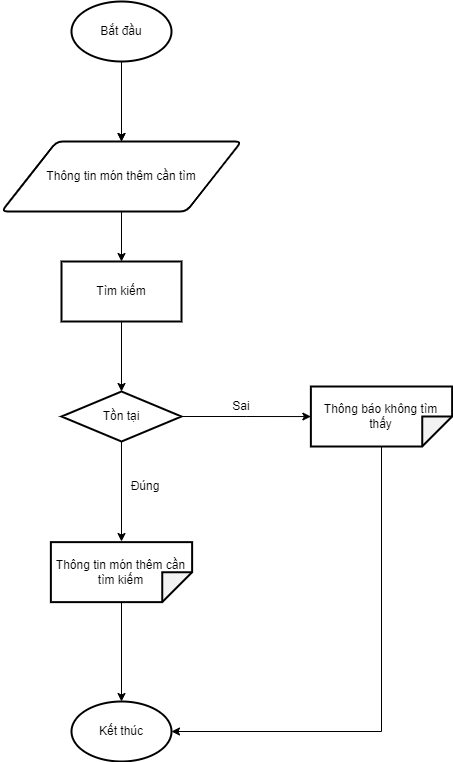 Bắt đầu
Thông tin món thêm cần tìm
Tìm kiếm
Tồn tại
Sai
Thông báo không tìm
thấy
Đúng
Thông tin món thêm cần
tìm kiếm
Kết thúc